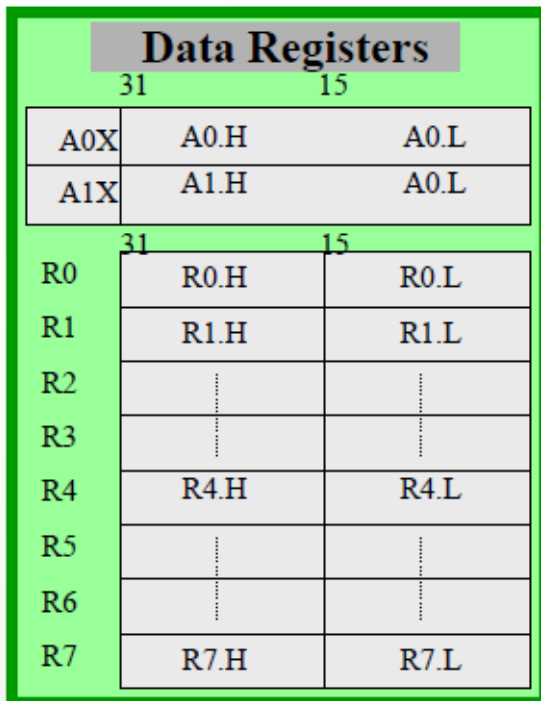 Data Registers
31 15
A0X A0.H A0.L
A1X A1.H A0.L
31 15
R0 R0.H R0.L
R1 R1.H R1.L
R2
R3
R4 R4.H R4.L
R5
R6
R7 R7.H R7.L